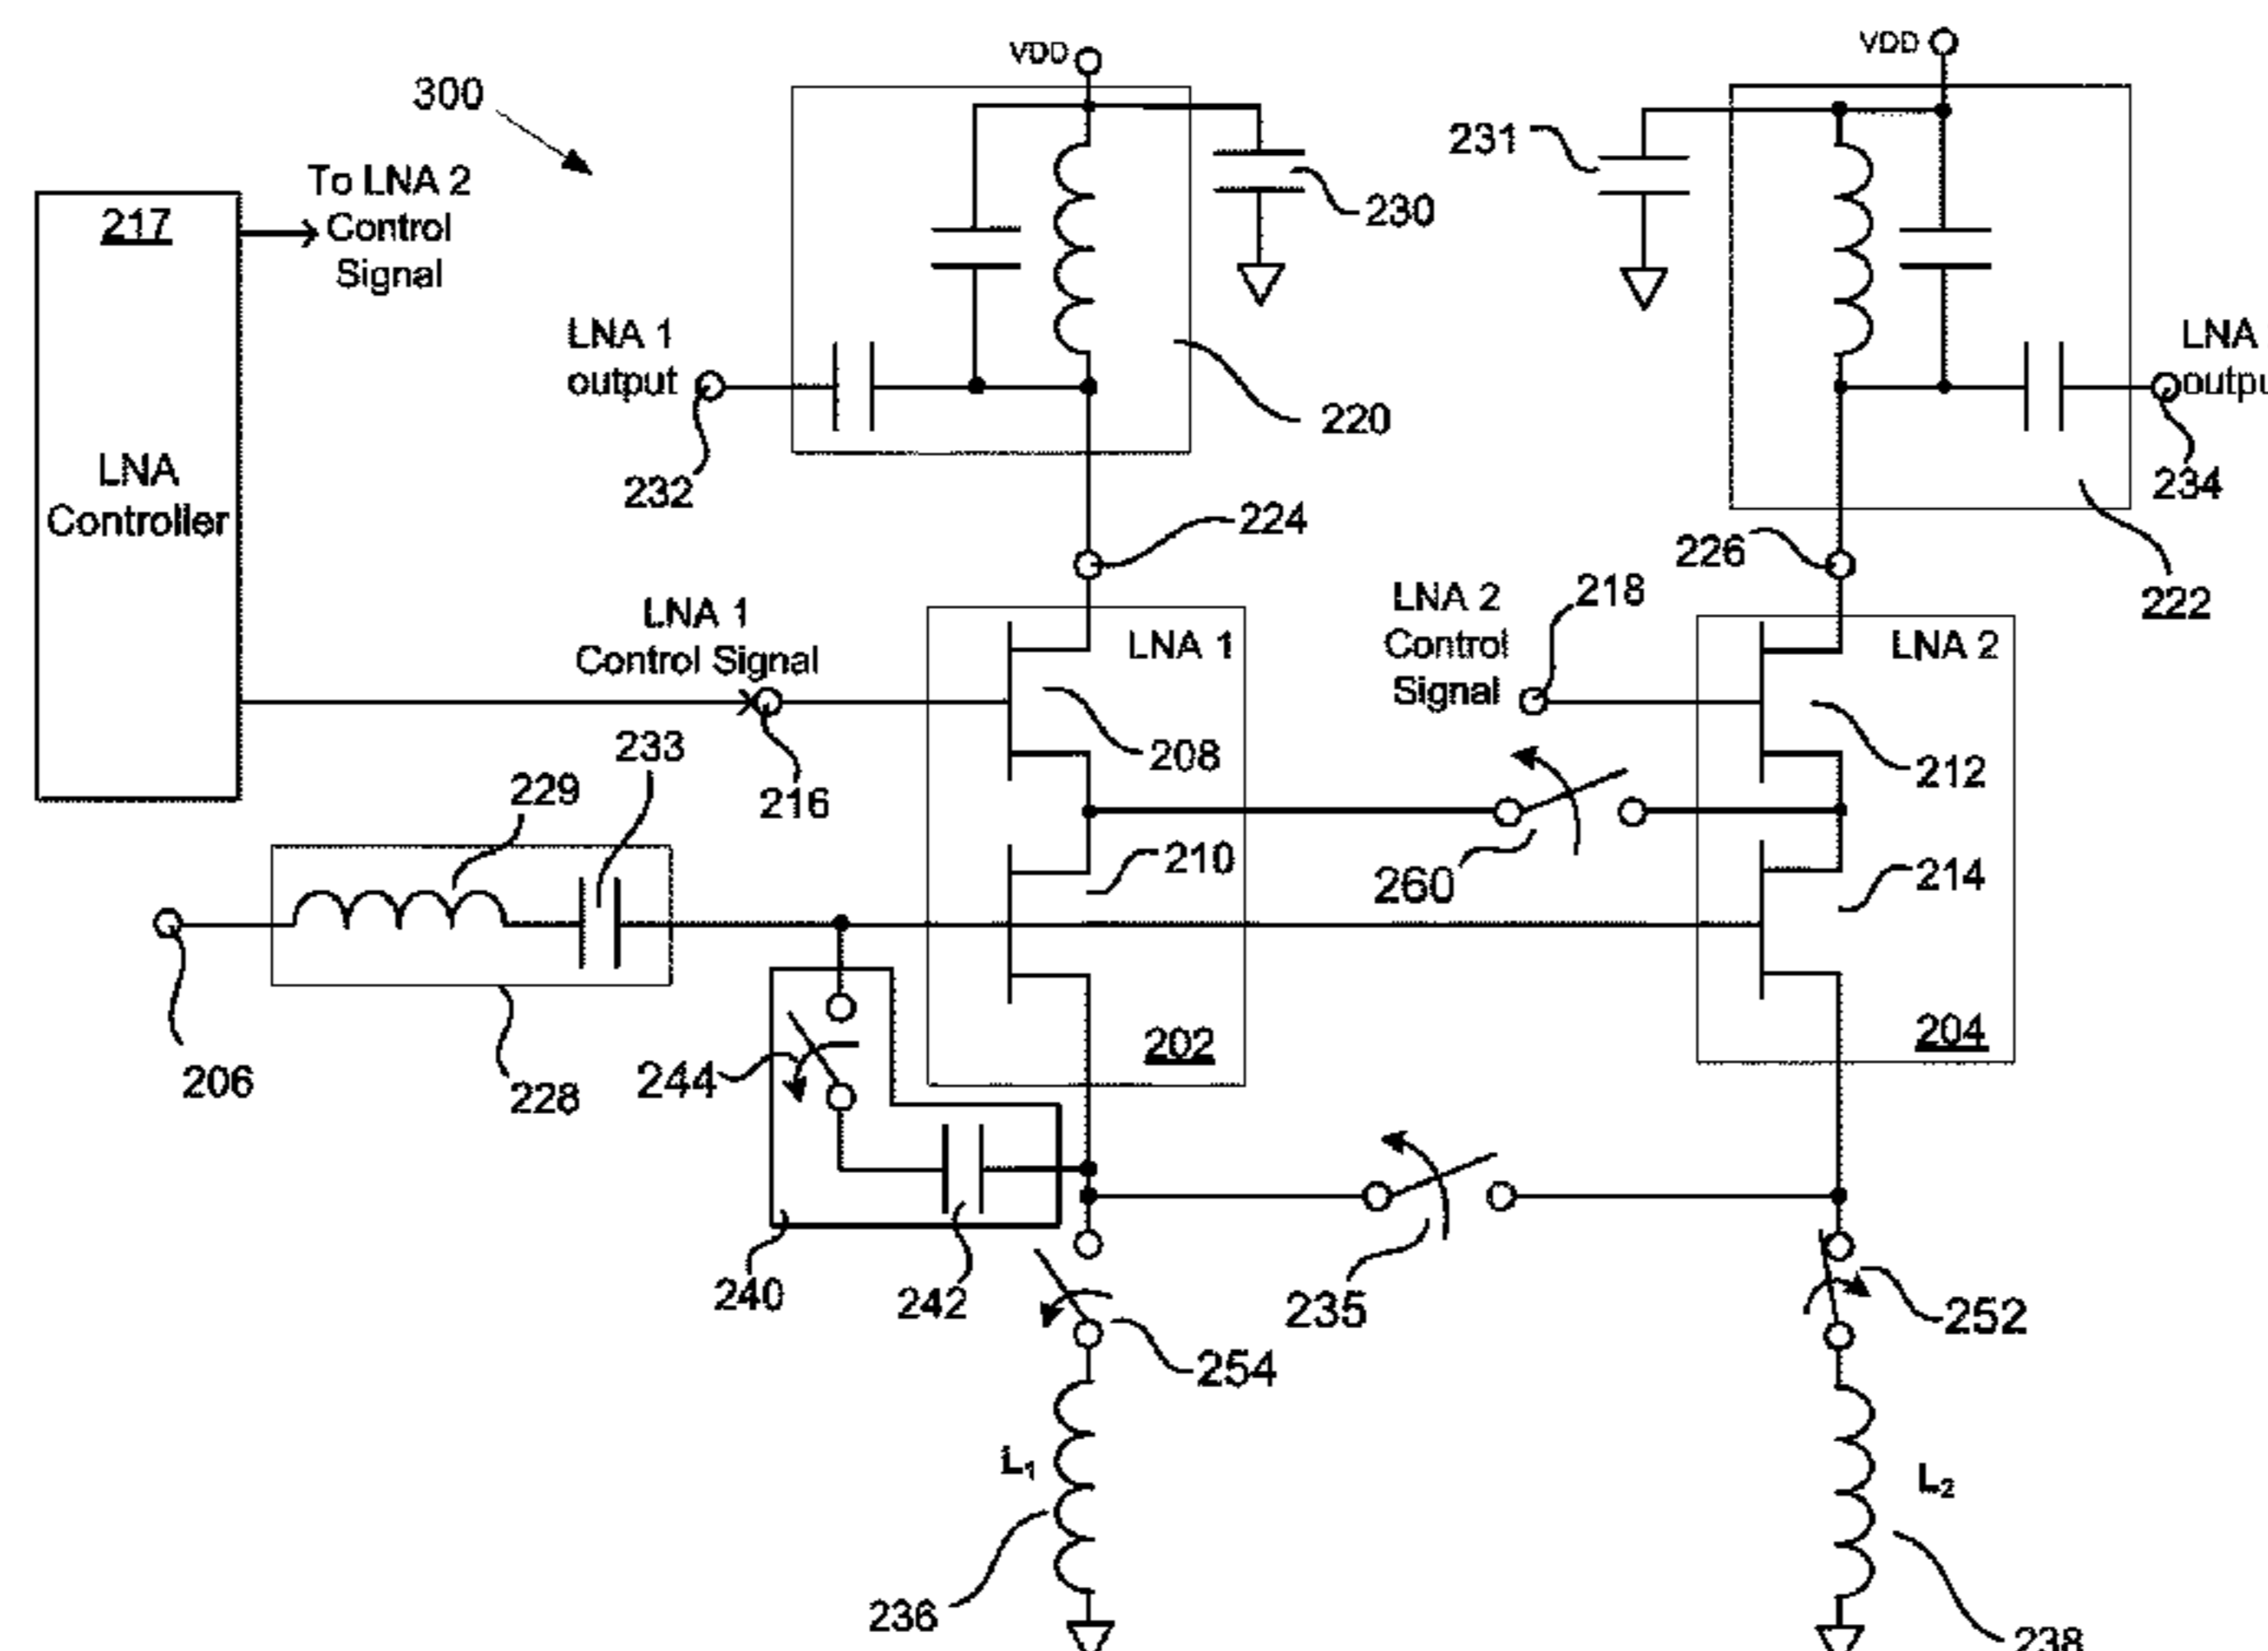 VDD
VDD
300
To LNA 2
Control
Signal
217
LNA
Controller
230
231
LNA 1
output
LNA
outpu
220
232
234
224
226
222
LNA 1
Control Signal
LNA 2
Control
Signal
218
LNA 1
LNA 2
208
212
216
233
229
210
214
260
202
204
206
228
244
240
242
235
252
254
L₁
L₂
236
238